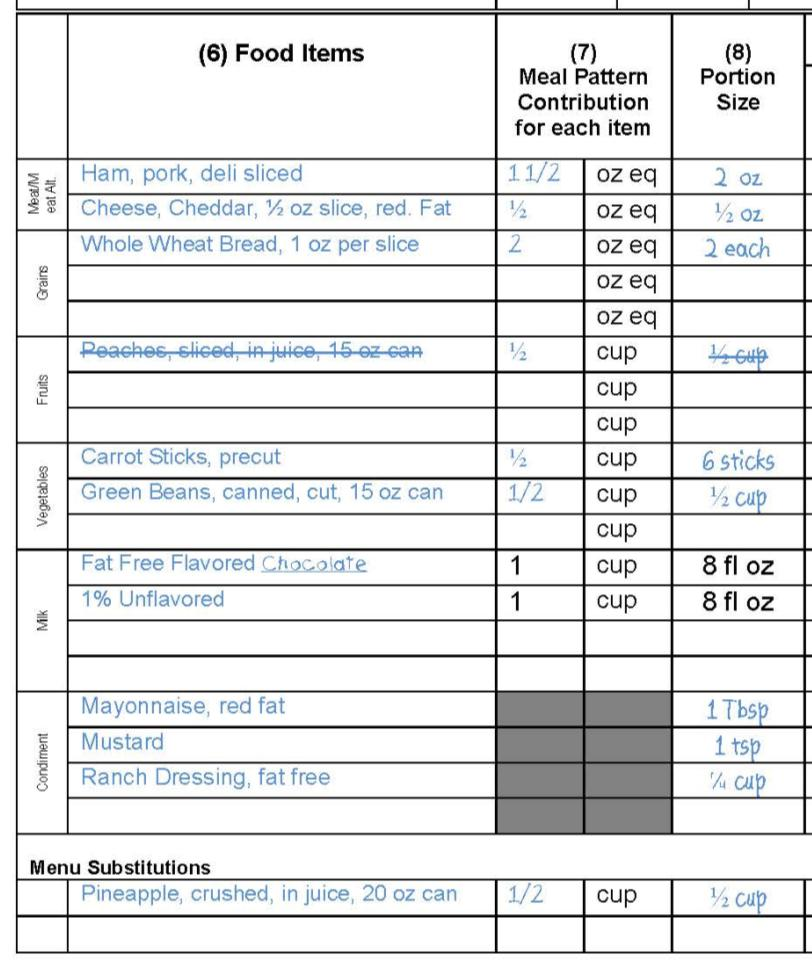 (6) Food Items (7) Meal Pattern Contribution for each item (8) Portion Size
Meat/Meat Alt.
Ham, pork, deli sliced 1 1/2 oz eq 2 oz
Cheese, Cheddar, ½ oz slice, red. Fat ½ oz eq ½ oz
Grains
Whole Wheat Bread, 1 oz per slice 2 oz eq 2 each
oz eq
oz eq
Fruits
Peaches, sliced, in juice, 15 oz can ½ cup ½ cup
cup
cup
Vegetables
Carrot Sticks, precut ½ cup 6 sticks
Green Beans, canned, cut, 15 oz can 1/2 cup ½ cup
cup
Milk
Fat Free Flavored Chocolate 1 cup 8 fl oz
1% Unflavored 1 cup 8 fl oz
Condiment
Mayonnaise, red fat 1 Tbsp
Mustard 1 tsp
Ranch Dressing, fat free ¼ cup
Menu Substitutions
Pineapple, crushed, in juice, 20 oz can 1/2 cup ½ cup